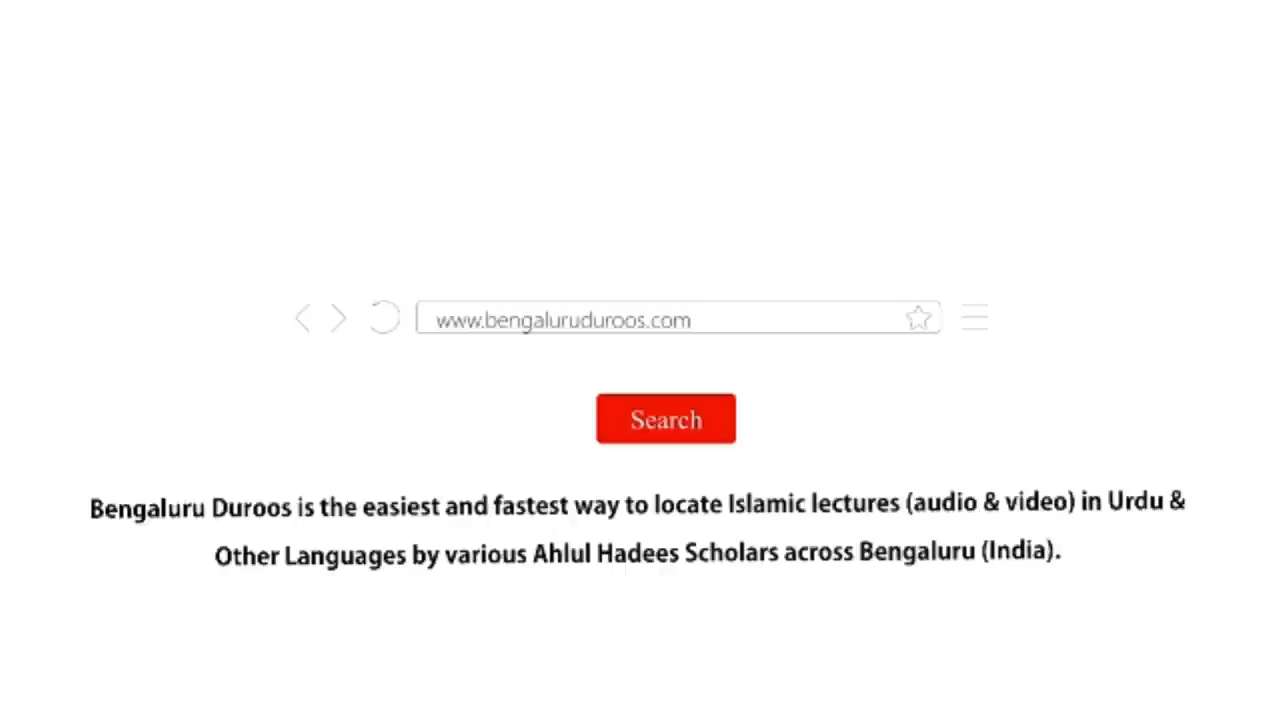 www.bengaluruduroos.com
Search
Bengaluru Duroos is the easiest and fastest way to locate Islamic lectures (audio & video) in Urdu &
Other Languages by various Ahlul Hadees Scholars across Bengaluru (India).